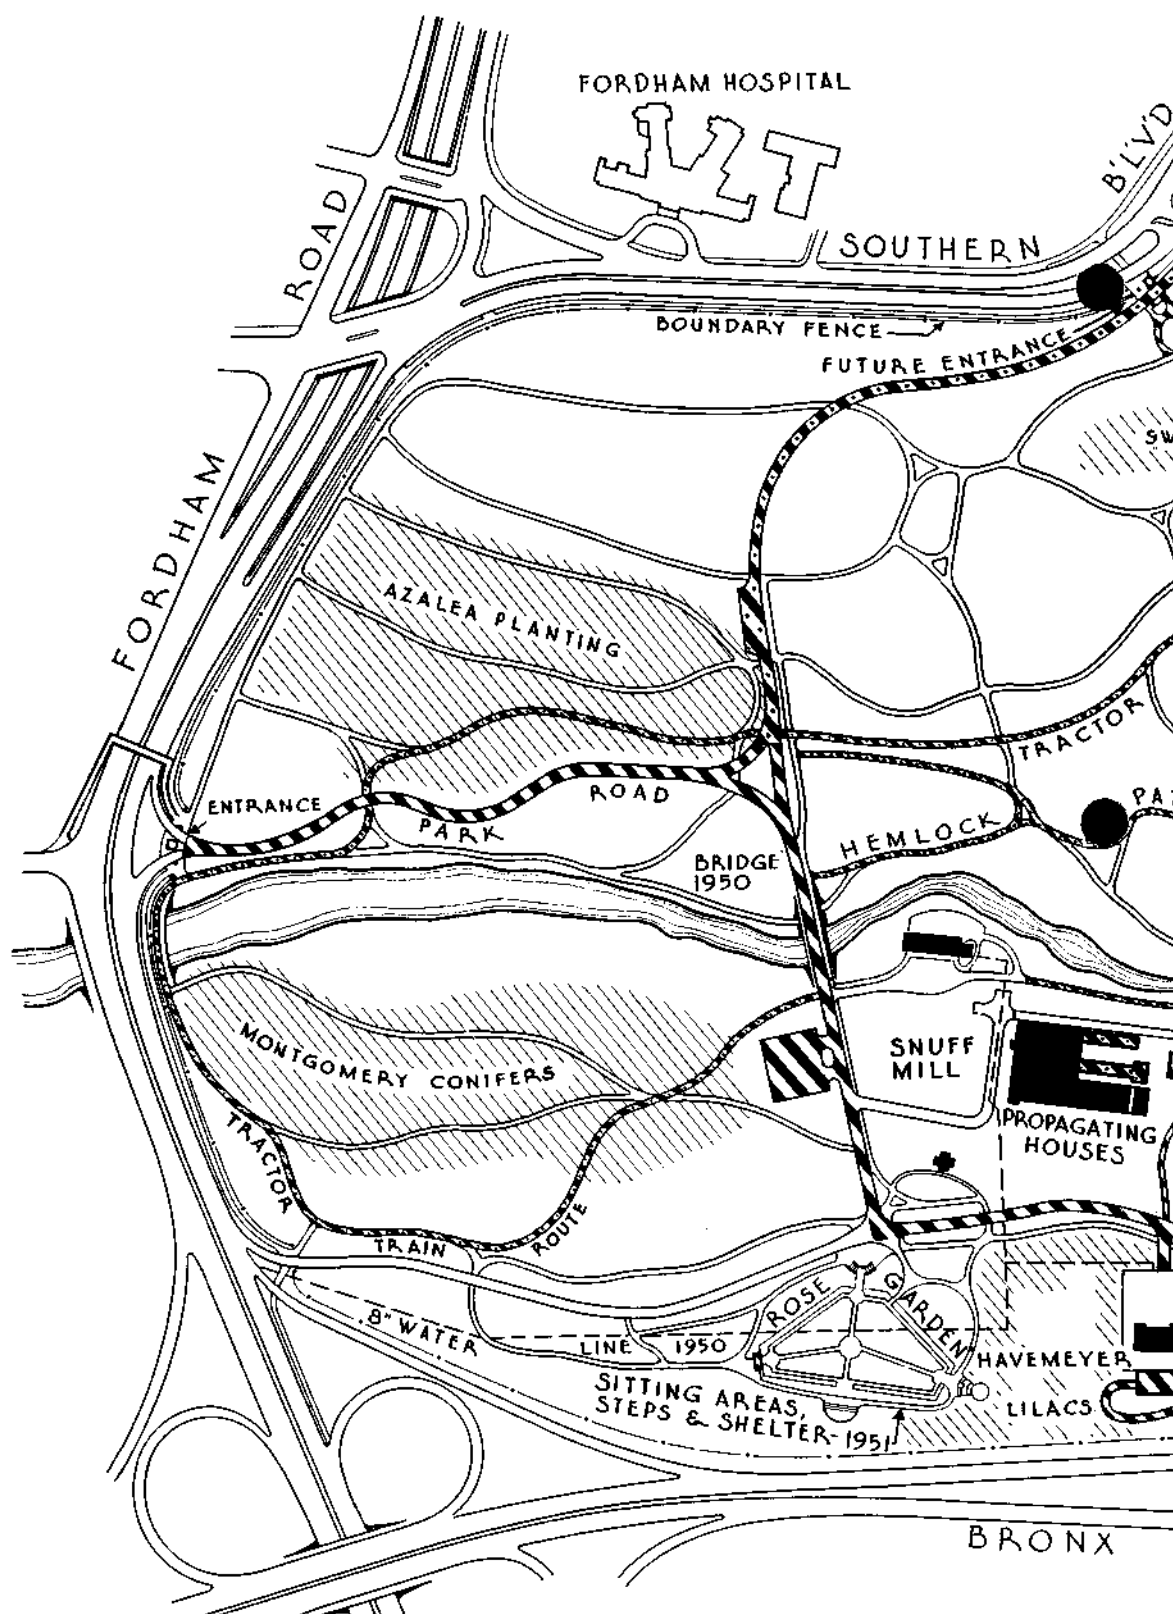 FORDHAM HOSPITAL
B'L'V'D
ROAD
SOUTHERN
BOUNDARY FENCE
FUTURE ENTRANCE
FORDHAM
AZALEA PLANTING
TRACTOR
ENTRANCE
ROAD
PARK
HEMLOCK
BRIDGE
1950
MONTGOMERY CONIFERS
SNUFF
MILL
PROPAGATING
HOUSES
TRACTOR
TRAIN
ROUTE
ROSE GARDEN
8" WATER
LINE
1950
HAVEMEYER
LILACS
SITTING AREAS,
STEPS & SHELTER-1951
BRONX